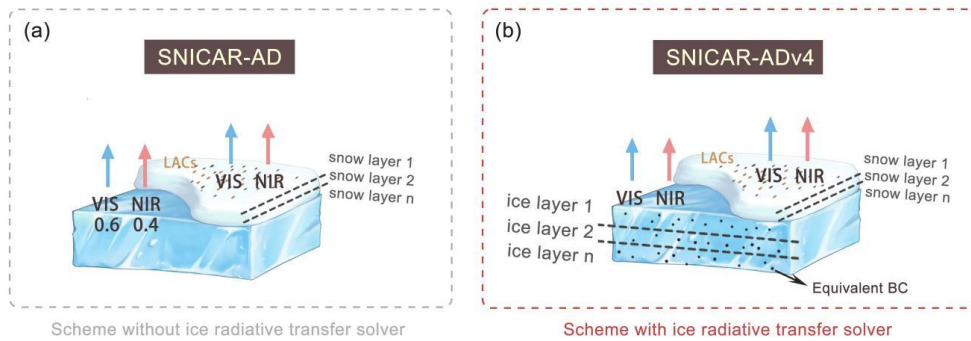 (a)
SNICAR-AD
LACs
VIS NIR
snow layer 1
snow layer 2
snow layer n
VIS NIR
0.6 0.4
Scheme without ice radiative transfer solver
(b)
SNICAR-ADv4
LACs
VIS NIR
snow layer 1
snow layer 2
snow layer n
VIS NIR
ice layer 1
ice layer 2
ice layer n
Equivalent BC
Scheme with ice radiative transfer solver